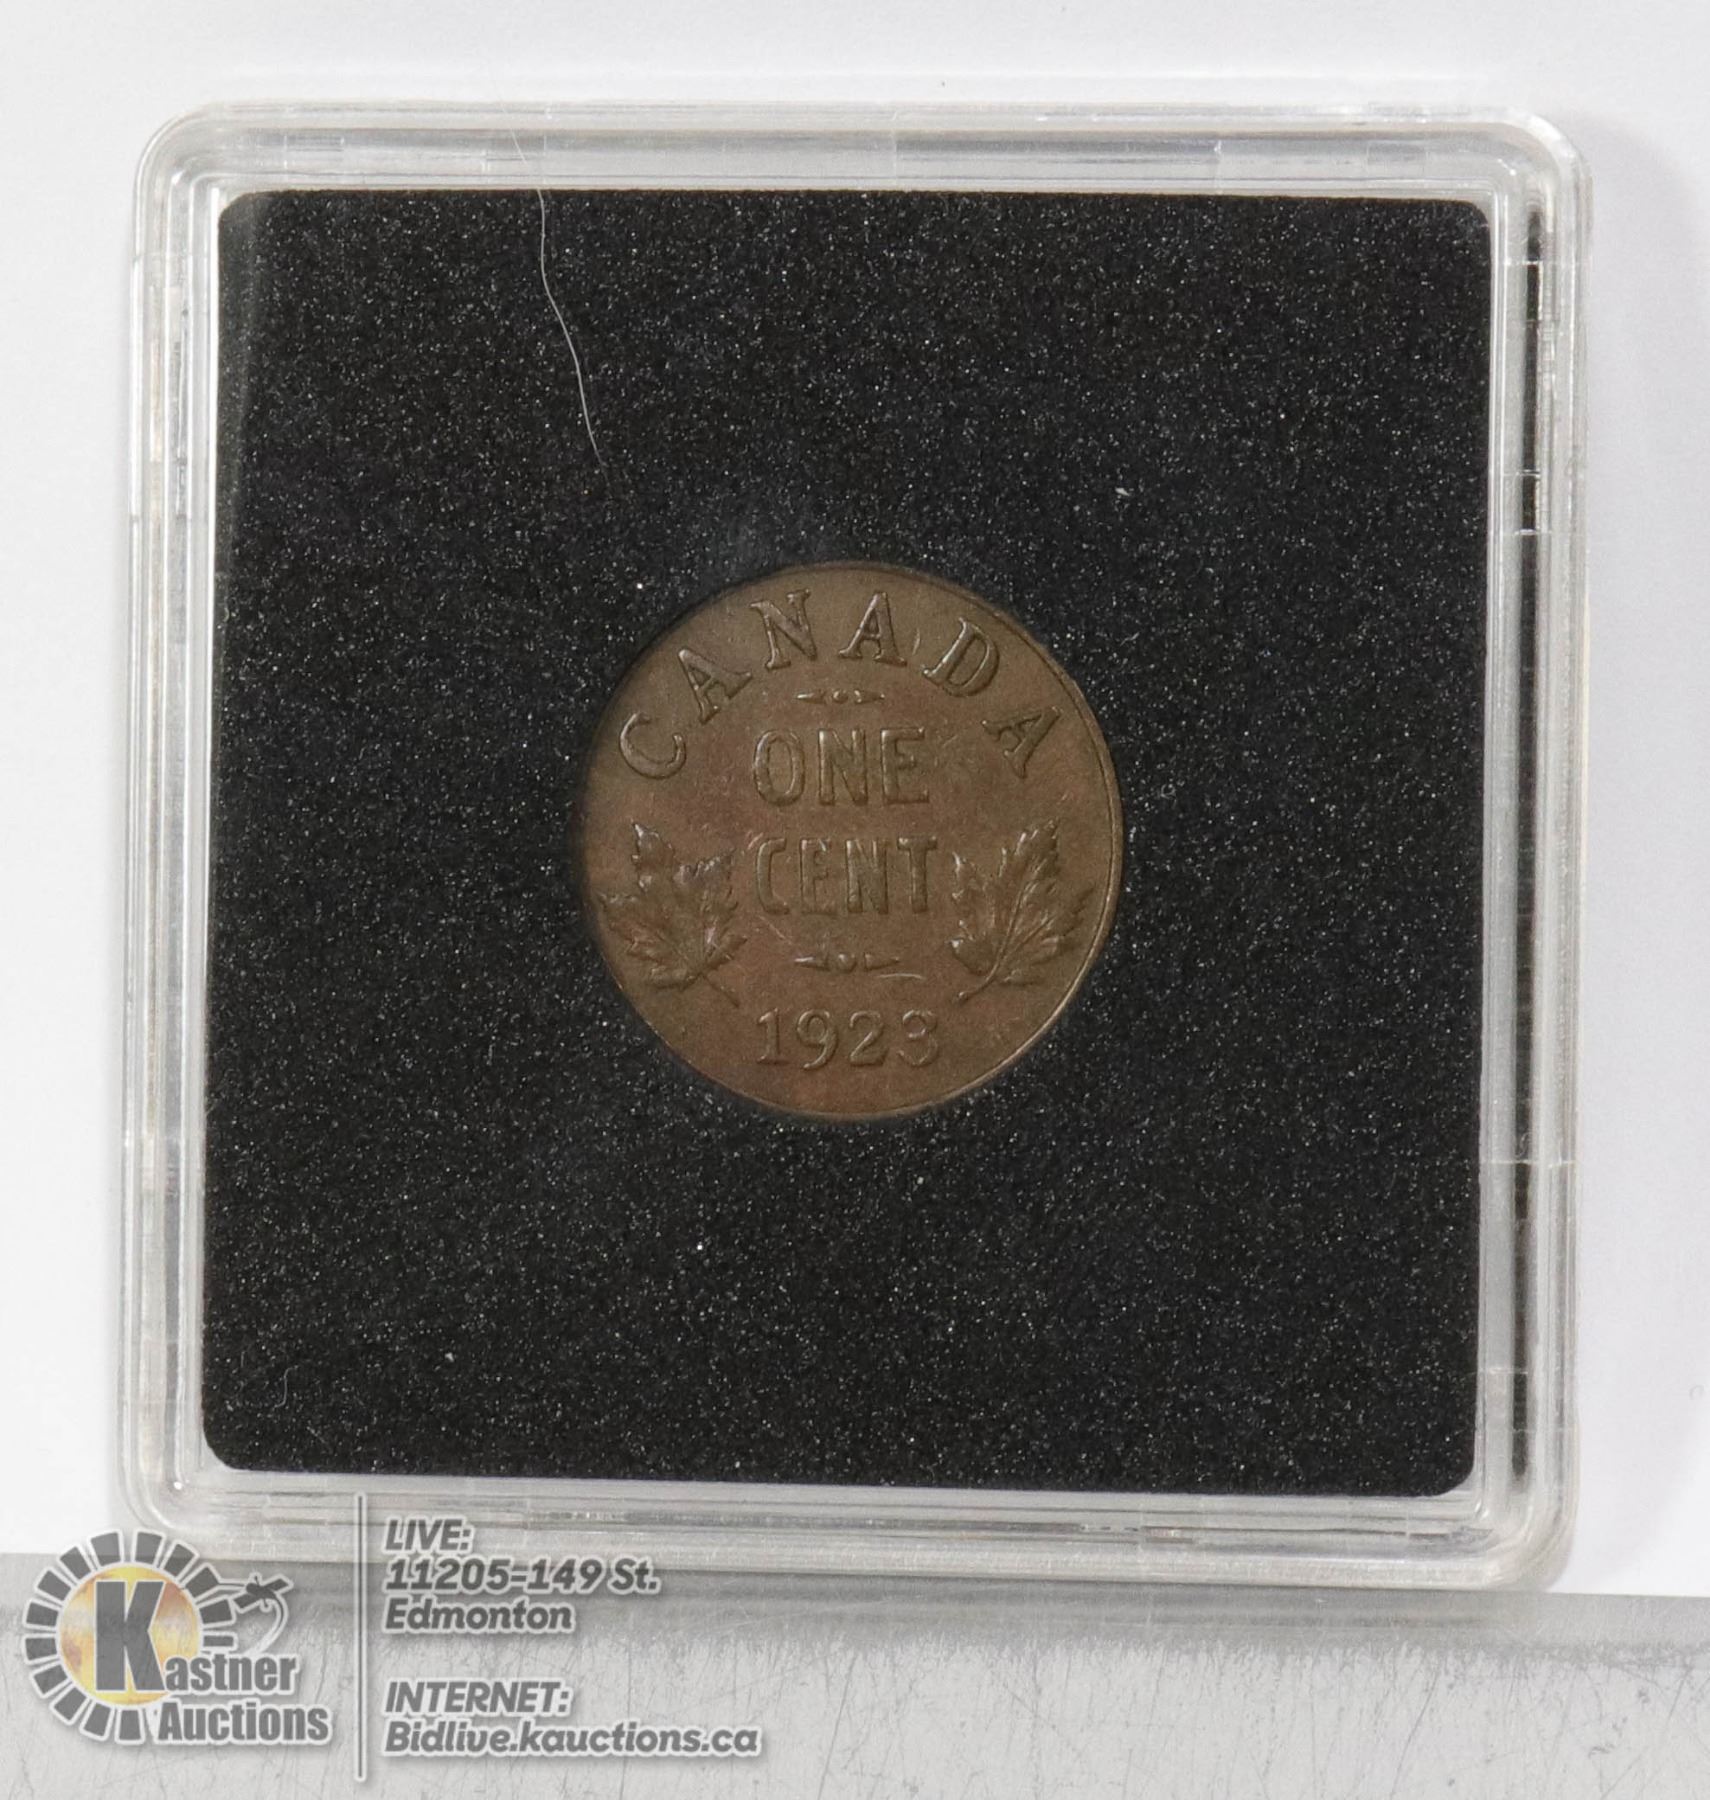 CANADA
ONE
CENT
1923
Kastner
Auctions
LIVE:
11205-149 St.
Edmonton
INTERNET:
Bidlive.kauctions.ca